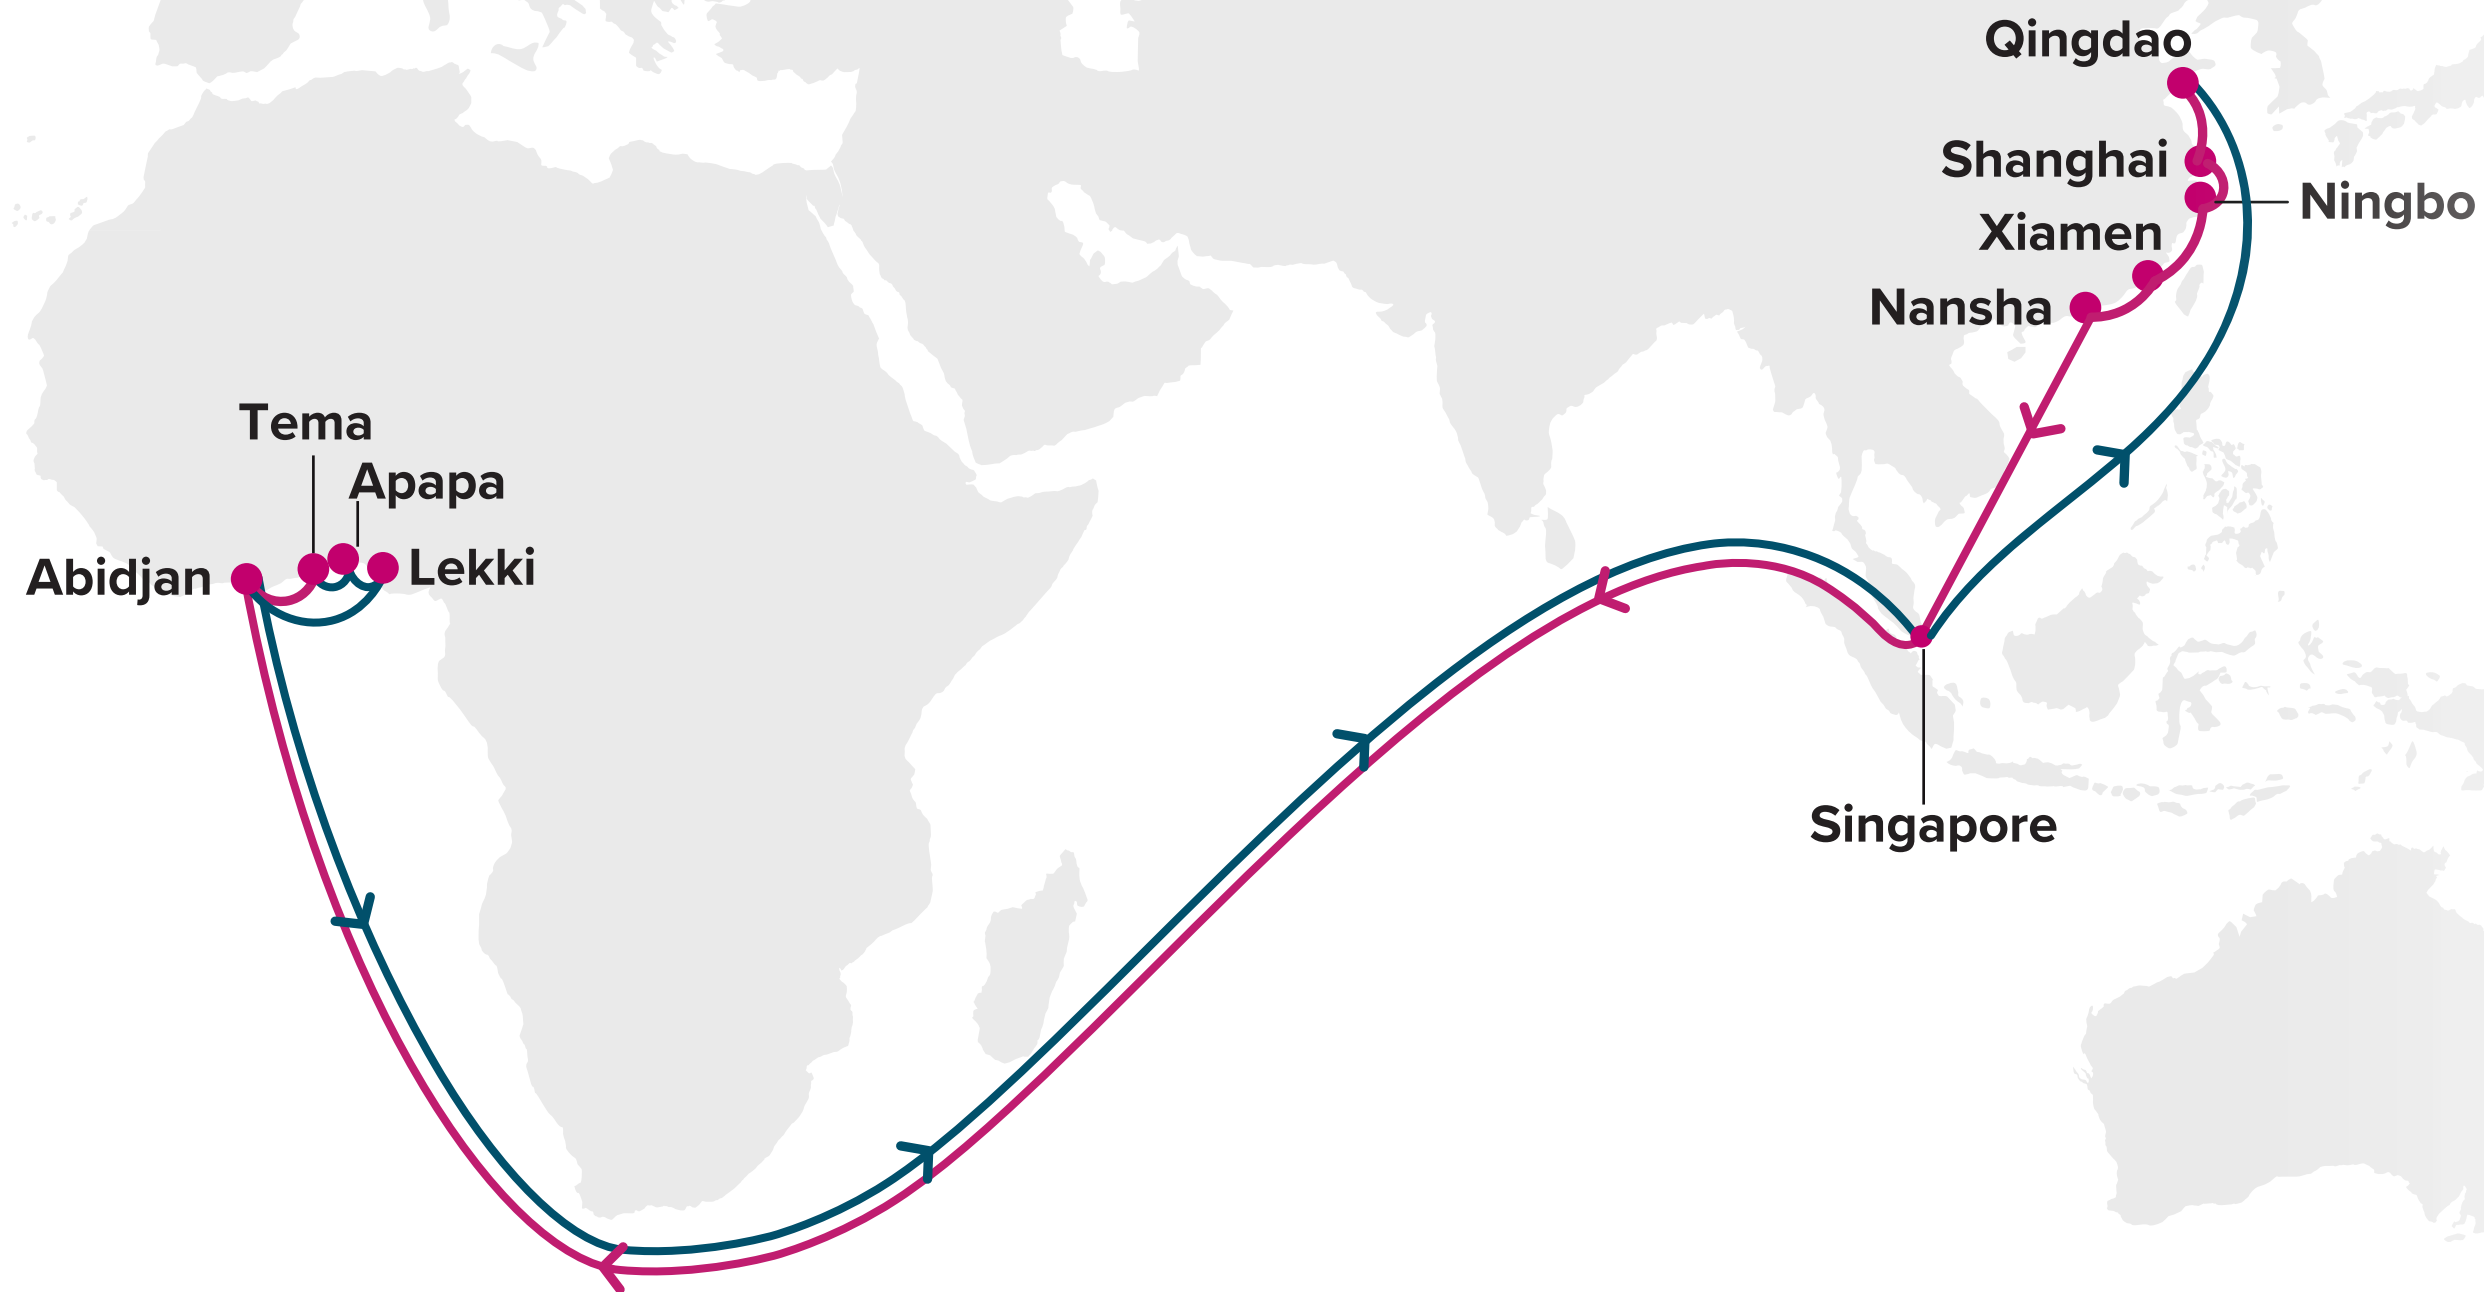 Qingdao
Shanghai
Ningbo
Xiamen
Nansha
Tema
Apapa
Abidjan
Lekki
Singapore